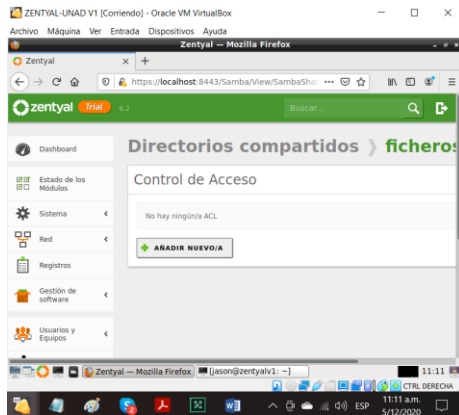 ZENTYAL-UNAD V1 [Corriendo] - Oracle VM VirtualBox
Archivo Máquina Ver Entrada Dispositivos Ayuda
Zentyal — Mozilla Firefox
Zentyal
https://localhost:8443/Samba/View/SambaSha
zentyal Trial 6.2 Buscar...
Dashboard
Directorios compartidos ficheros
Estado de los Módulos
Control de Acceso
Sistema
No hay ningún/a ACL
Red
AÑADIR NUEVO/A
Registros
Gestión de software
Usuarios y Equipos
Zentyal — Mozilla Firefox [jason@zentyalv1: ~] 11:11
CTRL DERECHA
ESP 11:11 a.m.
5/12/2020